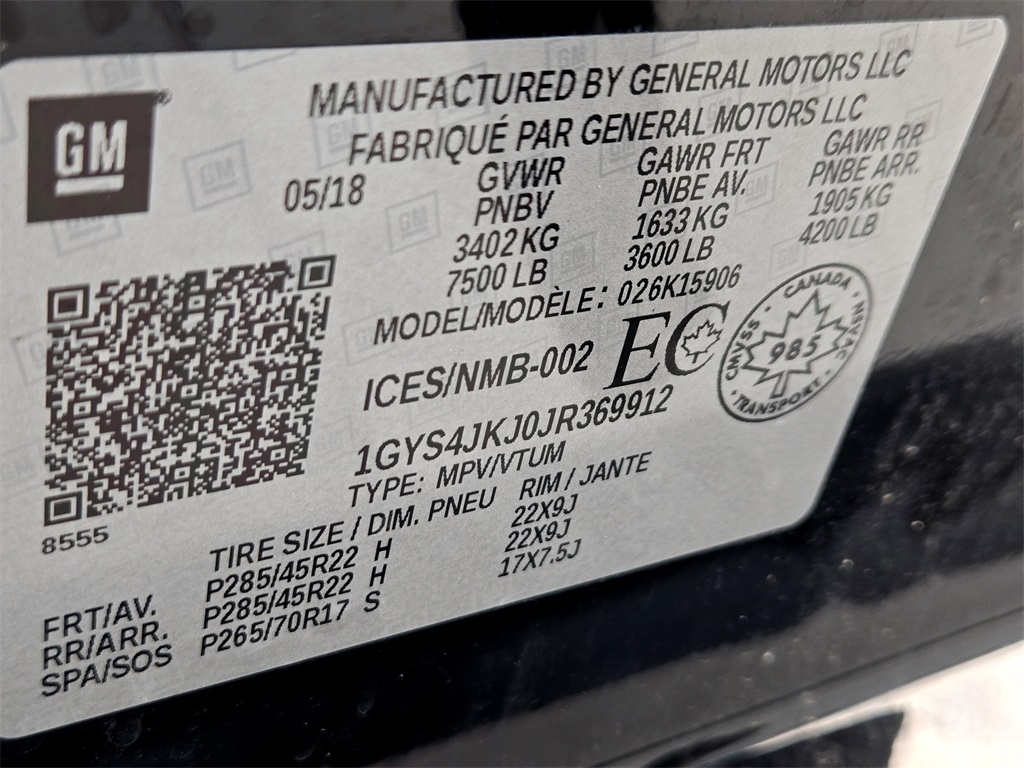 GM
MANUFACTURED BY GENERAL MOTORS LLC
FABRIQUÉ PAR GENERAL MOTORS LLC
05/18 GVWR GAWR FRT GAWR RR
PNBV PNBE AV. PNBE ARR.
3402 KG 1633 KG 1905 KG
7500 LB 3600 LB 4200 LB
MODEL/MODÈLE: 026K15906
ICES/NMB-002 EC
CANADA · NSVAC · TRANSPORT · CMVSS
985
1GYS4JKJ0JR369912
TYPE: MPV/VTUM
8555
TIRE SIZE / DIM. PNEU RIM / JANTE
FRT/AV. P285/45R22 H 22X9J
RR/ARR. P285/45R22 H 22X9J
SPA/SOS P265/70R17 S 17X7.5J